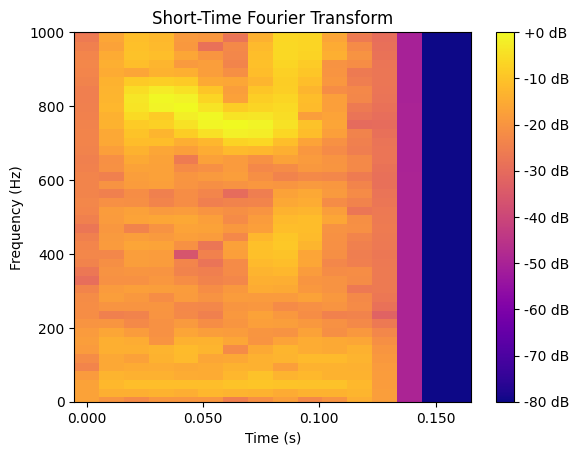 Short-Time Fourier Transform
1000
800
600
400
200
0
Frequency (Hz)
0.000
0.050
0.100
0.150
Time (s)
+0 dB
-10 dB
-20 dB
-30 dB
-40 dB
-50 dB
-60 dB
-70 dB
-80 dB